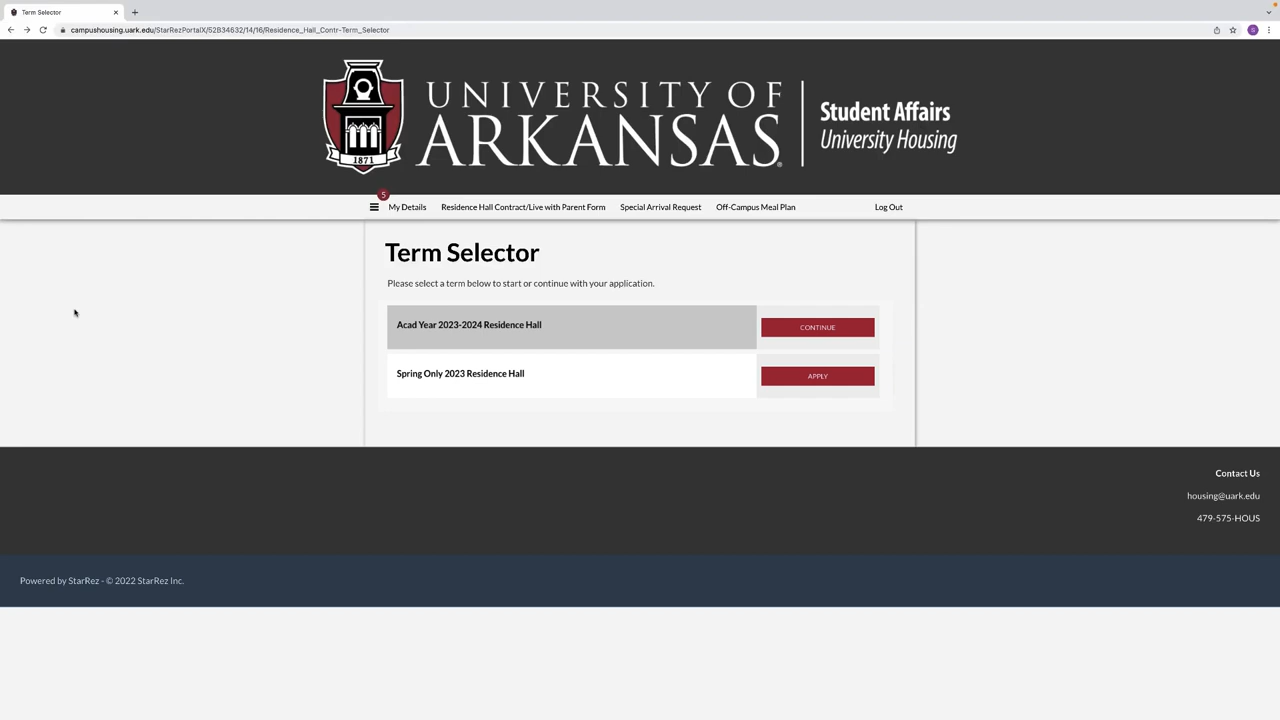 Term Selector
campushousing.uark.edu/StarRezPortalX/52B34632/14/16/Residence_Hall_Contr-Term_Selector
S
UNIVERSITY OF
ARKANSAS®
1871
Student Affairs
University Housing
5
My Details Residence Hall Contract/Live with Parent Form Special Arrival Request Off-Campus Meal Plan Log Out
Term Selector
Please select a term below to start or continue with your application.
Acad Year 2023-2024 Residence Hall CONTINUE
Spring Only 2023 Residence Hall APPLY
Contact Us
housing@uark.edu
479-575-HOUS
Powered by StarRez - © 2022 StarRez Inc.